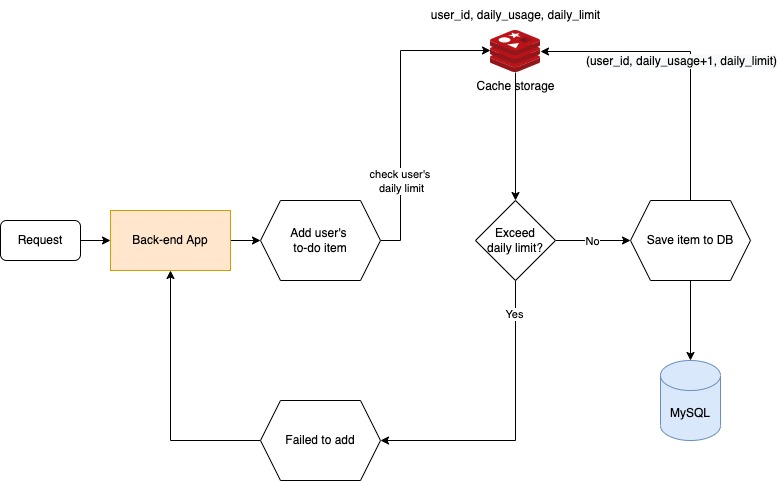 user_id, daily_usage, daily_limit
(user_id, daily_usage+1, daily_limit)
Cache storage
check user's
daily limit
Request
Back-end App
Add user's
to-do item
Exceed
daily limit?
No
Save item to DB
Yes
MySQL
Failed to add